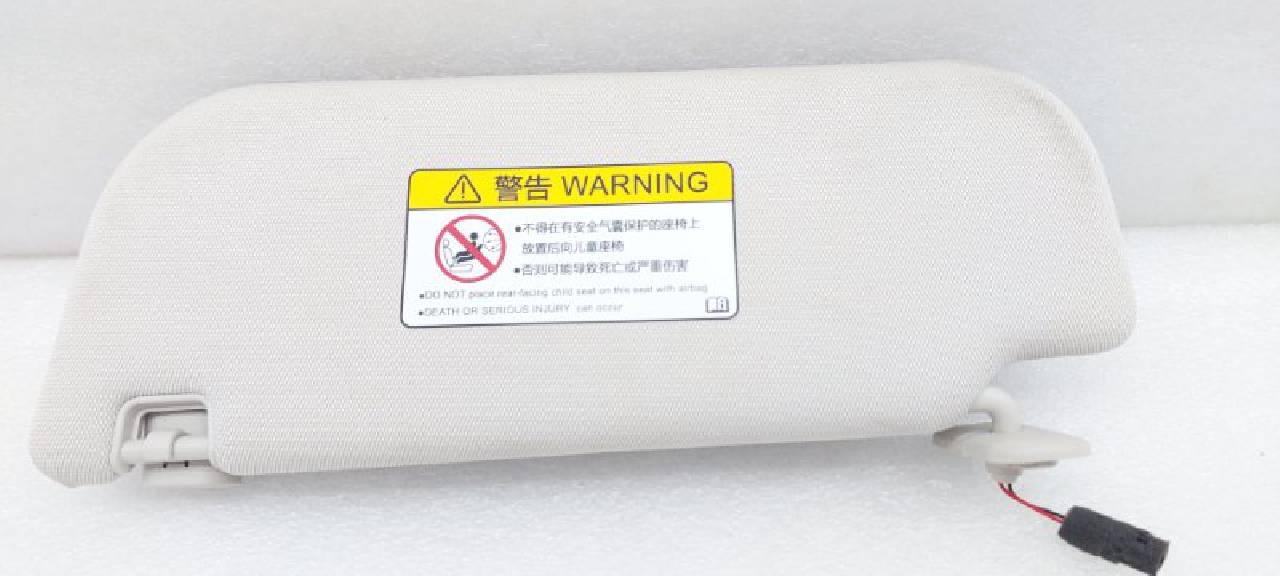 警告 WARNING
•不得在有安全气囊保护的座椅上
放置后向儿童座椅
•否则可能导致死亡或严重伤害
•DO NOT place rear-facing child seat on this seat with airbag
•DEATH OR SERIOUS INJURY can occur